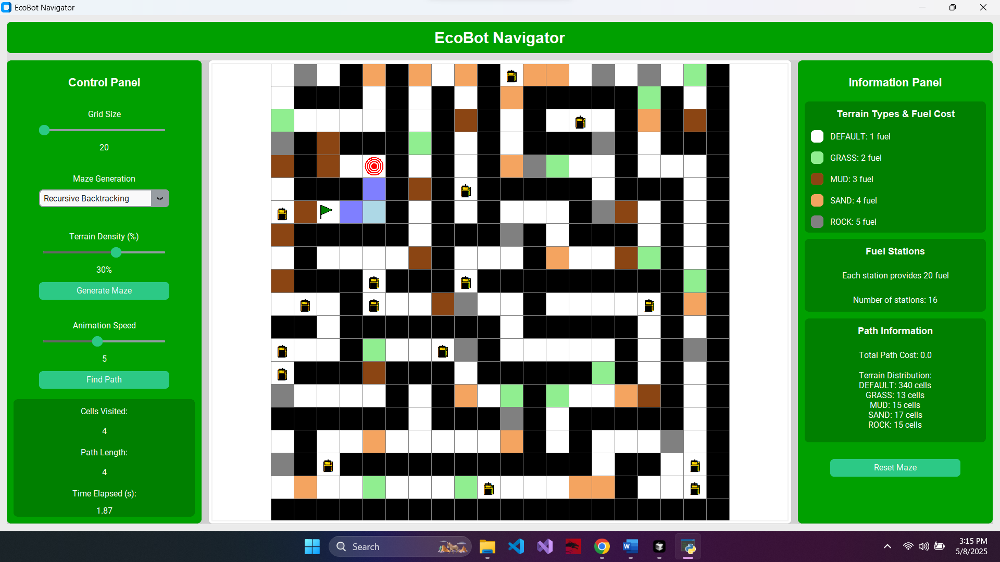 EcoBot Navigator
EcoBot Navigator
Control Panel
Grid Size
20
Maze Generation
Recursive Backtracking
Terrain Density (%)
30%
Generate Maze
Animation Speed
5
Find Path
Cells Visited:
4
Path Length:
4
Time Elapsed (s):
1.87
Information Panel
Terrain Types & Fuel Cost
DEFAULT: 1 fuel
GRASS: 2 fuel
MUD: 3 fuel
SAND: 4 fuel
ROCK: 5 fuel
Fuel Stations
Each station provides 20 fuel
Number of stations: 16
Path Information
Total Path Cost: 0.0
Terrain Distribution:
DEFAULT: 340 cells
GRASS: 13 cells
MUD: 15 cells
SAND: 17 cells
ROCK: 15 cells
Reset Maze
Search
3:15 PM
5/8/2025